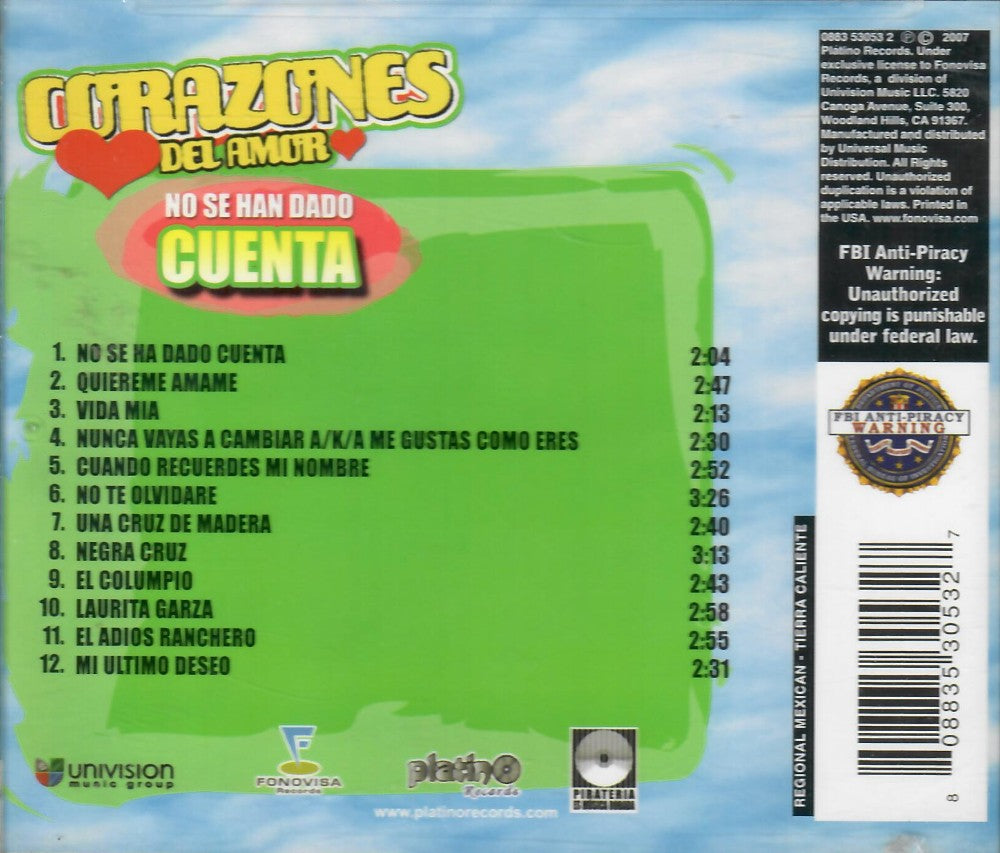 CORAZONES
DEL AMOR
NO SE HAN DADO
CUENTA
1. NO SE HA DADO CUENTA 2:04
2. QUIEREME AMAME 2:47
3. VIDA MIA 2:13
4. NUNCA VAYAS A CAMBIAR A/K/A ME GUSTAS COMO ERES 2:30
5. CUANDO RECUERDES MI NOMBRE 2:52
6. NO TE OLVIDARE 3:26
7. UNA CRUZ DE MADERA 2:40
8. NEGRA CRUZ 3:13
9. EL COLUMPIO 2:43
10. LAURITA GARZA 2:58
11. EL ADIOS RANCHERO 2:55
12. MI ULTIMO DESEO 2:31
UNIVISION
music group
FONOVISA
Records
platino
Records
PIRATERIA
www.platinorecords.com
0883 53053 2 ℗ © 2007
Platino Records. Under
exclusive license to Fonovisa
Records, a division of
Univision Music LLC. 5820
Canoga Avenue, Suite 300,
Woodland Hills, CA 91367.
Manufactured and distributed
by Universal Music
Distribution. All Rights
reserved. Unauthorized
duplication is a violation of
applicable laws. Printed in
the USA. www.fonovisa.com
FBI Anti-Piracy
Warning:
Unauthorized
copying is punishable
under federal law.
FBI ANTI-PIRACY
WARNING
REGIONAL MEXICAN - TIERRA CALIENTE
8 08835 30532 7